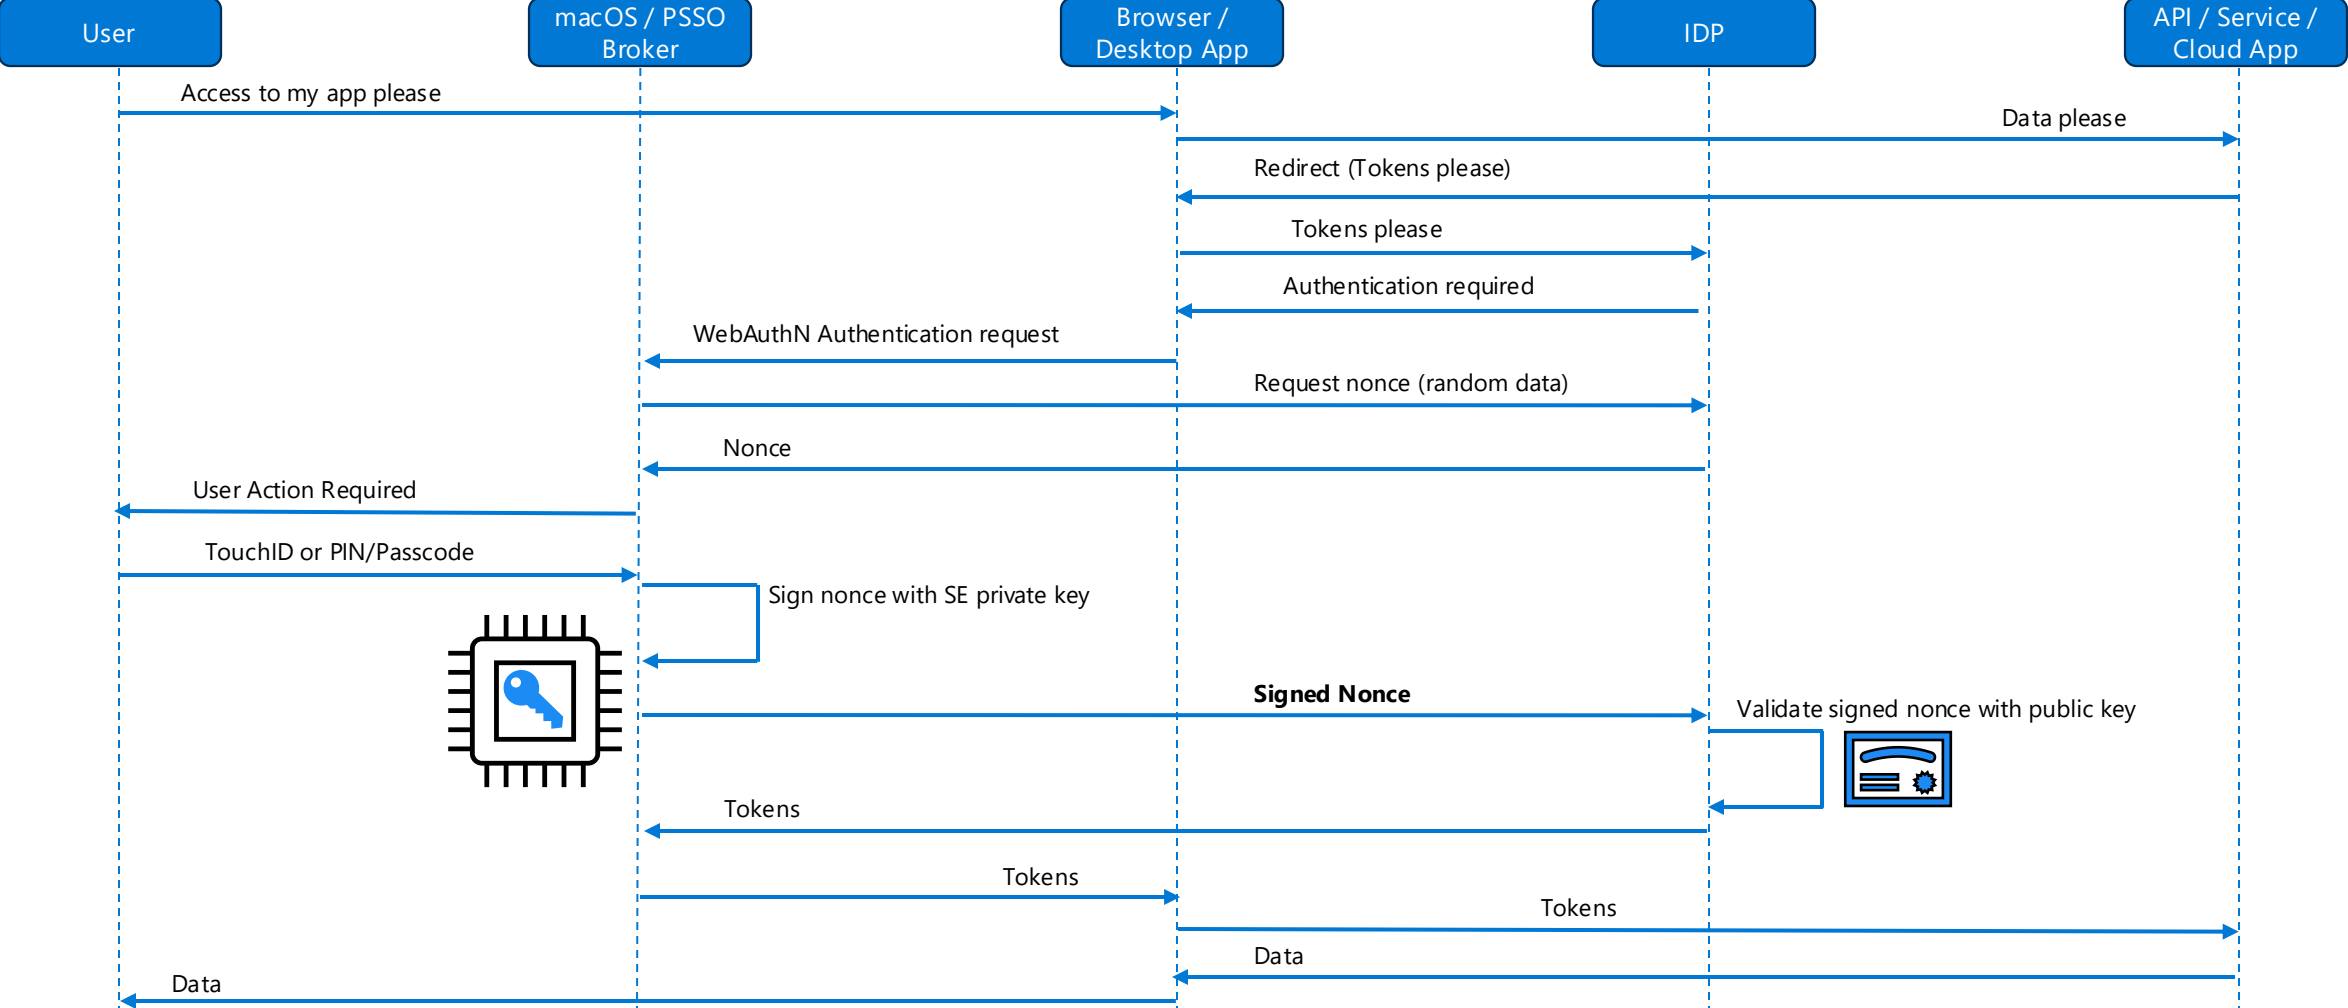 User
macOS / PSSO
Broker
Browser /
Desktop App
IDP
API / Service /
Cloud App
Access to my app please
Data please
Redirect (Tokens please)
Tokens please
Authentication required
WebAuthN Authentication request
Request nonce (random data)
Nonce
User Action Required
TouchID or PIN/Passcode
Sign nonce with SE private key
Signed Nonce
Validate signed nonce with public key
Tokens
Tokens
Tokens
Data
Data